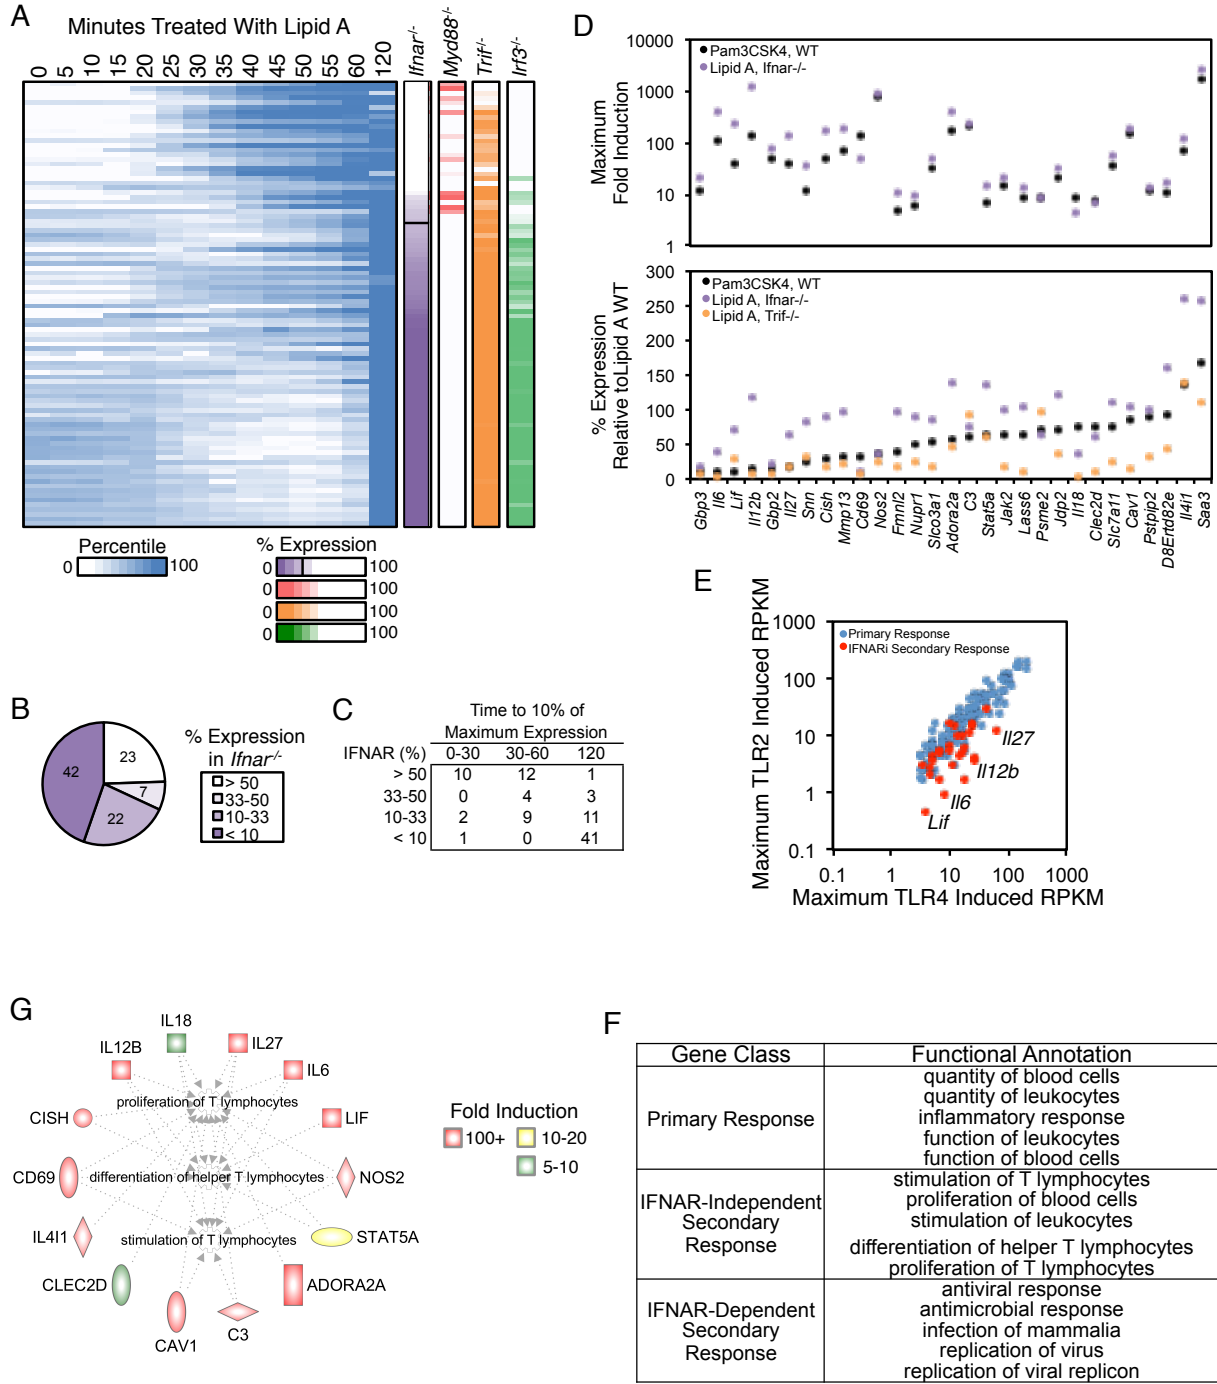 A
Minutes Treated With Lipid A
0 5 10 15 20 25 30 35 40 45 50 55 60 120
Ifnar-/-
Myd88-/-
Trif-/-
Irf3-/-
Percentile
0 100
% Expression
0 100
0 100
0 100
0 100
B
42
23
7
22
% Expression
in Ifnar-/-
> 50
33-50
10-33
< 10
C
Time to 10% of
Maximum Expression
IFNAR (%) 0-30 30-60 120
> 50 10 12 1
33-50 0 4 3
10-33 2 9 11
< 10 1 0 41
D
Maximum
Fold Induction
10000
1000
100
10
1
Pam3CSK4, WT
Lipid A, Ifnar-/-
% Expression
Relative toLipid A WT
300
250
200
150
100
50
0
Pam3CSK4, WT
Lipid A, Ifnar-/-
Lipid A, Trif-/-
Gbp3
Il6
Lif
Il12b
Gbp2
Il27
Snn
Cish
Mmp13
Cd69
Nos2
Fmnl2
Nupr1
Slco3a1
Adora2a
C3
Stat5a
Jak2
Lass6
Psme2
Jdp2
Il18
Clec2d
Slc7a11
Cav1
Pstpip2
D8Ertd82e
Il4i1
Saa3
E
Maximum TLR2 Induced RPKM
1000
100
10
1
0.1
Primary Response
IFNARi Secondary Response
Il27
Il12b
Il6
Lif
0.1 1 10 100 1000
Maximum TLR4 Induced RPKM
G
IL18
IL12B
IL27
IL6
CISH
LIF
CD69
NOS2
IL4I1
STAT5A
CLEC2D
ADORA2A
CAV1
C3
proliferation of T lymphocytes
differentiation of helper T lymphocytes
stimulation of T lymphocytes
Fold Induction
100+ 10-20
5-10
F
Gene Class Functional Annotation
Primary Response
quantity of blood cells
quantity of leukocytes
inflammatory response
function of leukocytes
function of blood cells
IFNAR-Independent
Secondary
Response
stimulation of T lymphocytes
proliferation of blood cells
stimulation of leukocytes
differentiation of helper T lymphocytes
proliferation of T lymphocytes
IFNAR-Dependent
Secondary
Response
antiviral response
antimicrobial response
infection of mammalia
replication of virus
replication of viral replicon